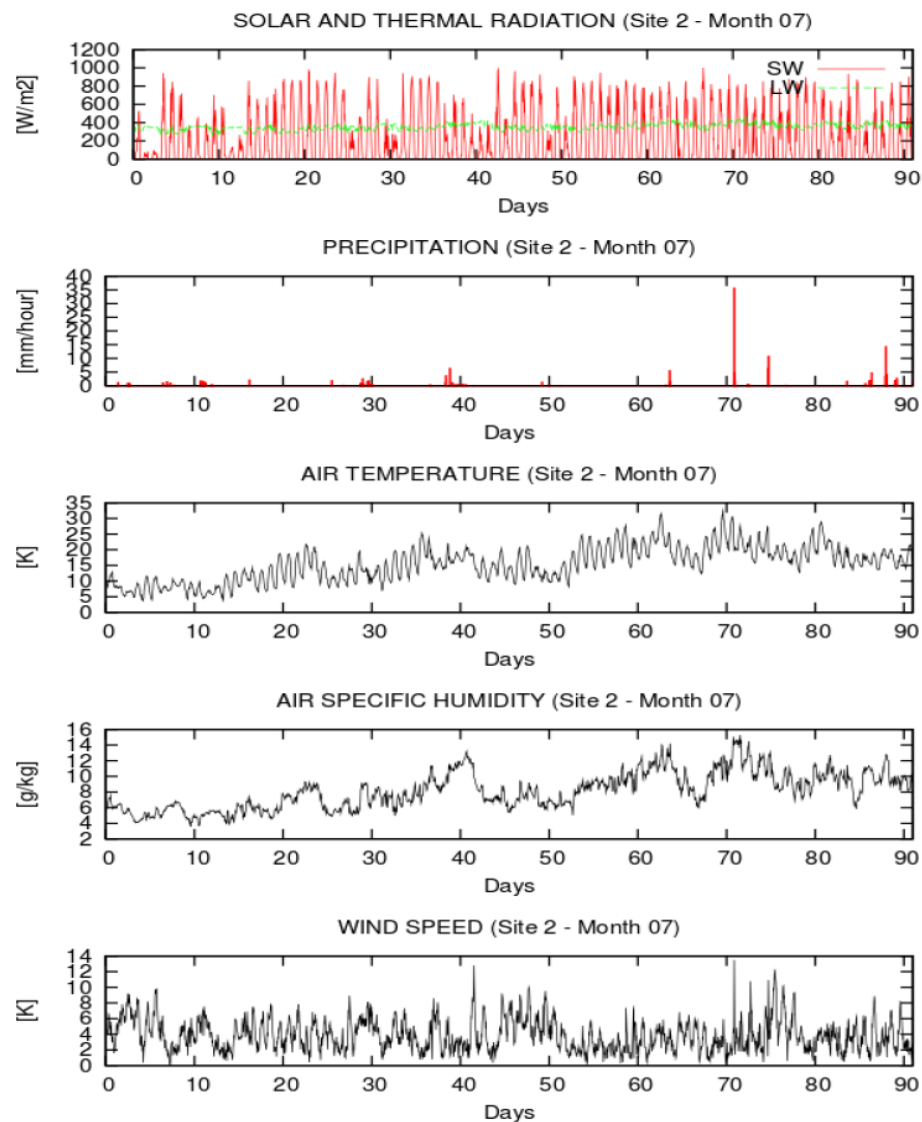 SOLAR AND THERMAL RADIATION (Site 2 - Month 07)
[W/m2]
1200
1000
800
600
400
200
0
SW
LW
0 10 20 30 40 50 60 70 80 90
Days
PRECIPITATION (Site 2 - Month 07)
[mm/hour]
40
35
30
25
20
15
10
5
0
0 10 20 30 40 50 60 70 80 90
Days
AIR TEMPERATURE (Site 2 - Month 07)
[K]
35
30
25
20
15
10
5
0
0 10 20 30 40 50 60 70 80 90
Days
AIR SPECIFIC HUMIDITY (Site 2 - Month 07)
[g/kg]
16
14
12
10
8
6
4
2
0 10 20 30 40 50 60 70 80 90
Days
WIND SPEED (Site 2 - Month 07)
[K]
14
12
10
8
6
4
2
0
0 10 20 30 40 50 60 70 80 90
Days